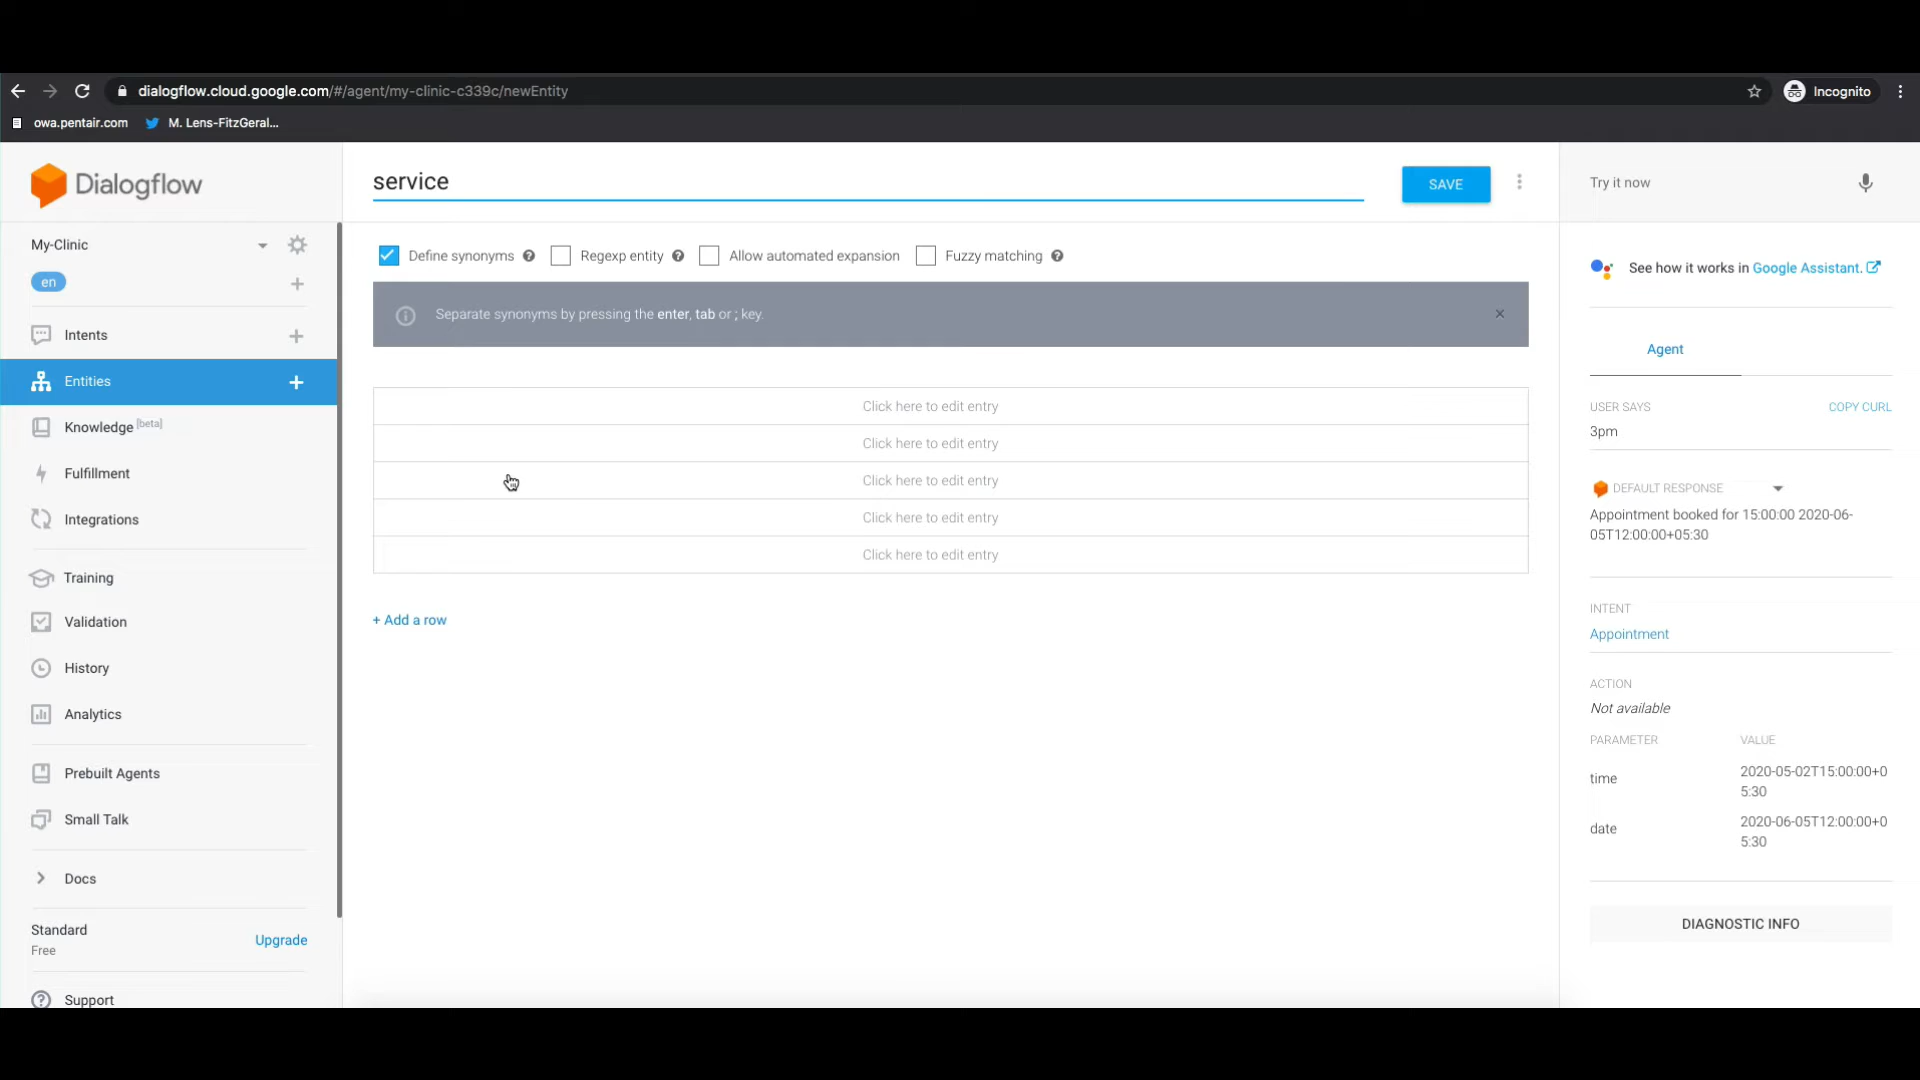 dialogflow.cloud.google.com/#/agent/my-clinic-c339c/newEntity
Incognito
owa.pentair.com
M. Lens-FitzGeral...
Dialogflow
service
SAVE
Try it now
My-Clinic
en
Define synonyms
Regexp entity
Allow automated expansion
Fuzzy matching
See how it works in Google Assistant.
Separate synonyms by pressing the enter, tab or ; key.
Intents
Entities
Knowledge [beta]
Fulfillment
Integrations
Training
Validation
History
Analytics
Prebuilt Agents
Small Talk
Docs
Standard
Free
Upgrade
Support
Click here to edit entry
Click here to edit entry
Click here to edit entry
Click here to edit entry
Click here to edit entry
+ Add a row
Agent
USER SAYS
COPY CURL
3pm
DEFAULT RESPONSE
Appointment booked for 15:00:00 2020-06-
05T12:00:00+05:30
INTENT
Appointment
ACTION
Not available
PARAMETER
VALUE
time
2020-05-02T15:00:00+0
5:30
date
2020-06-05T12:00:00+0
5:30
DIAGNOSTIC INFO